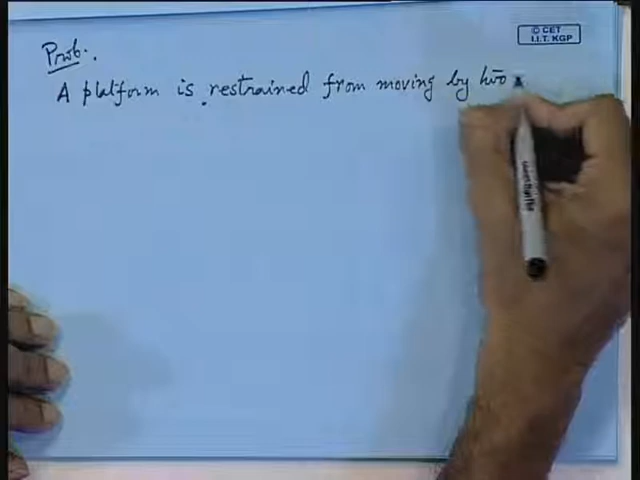 © CET
I.I.T. KGP
Prob.
A platform is restrained from moving by two